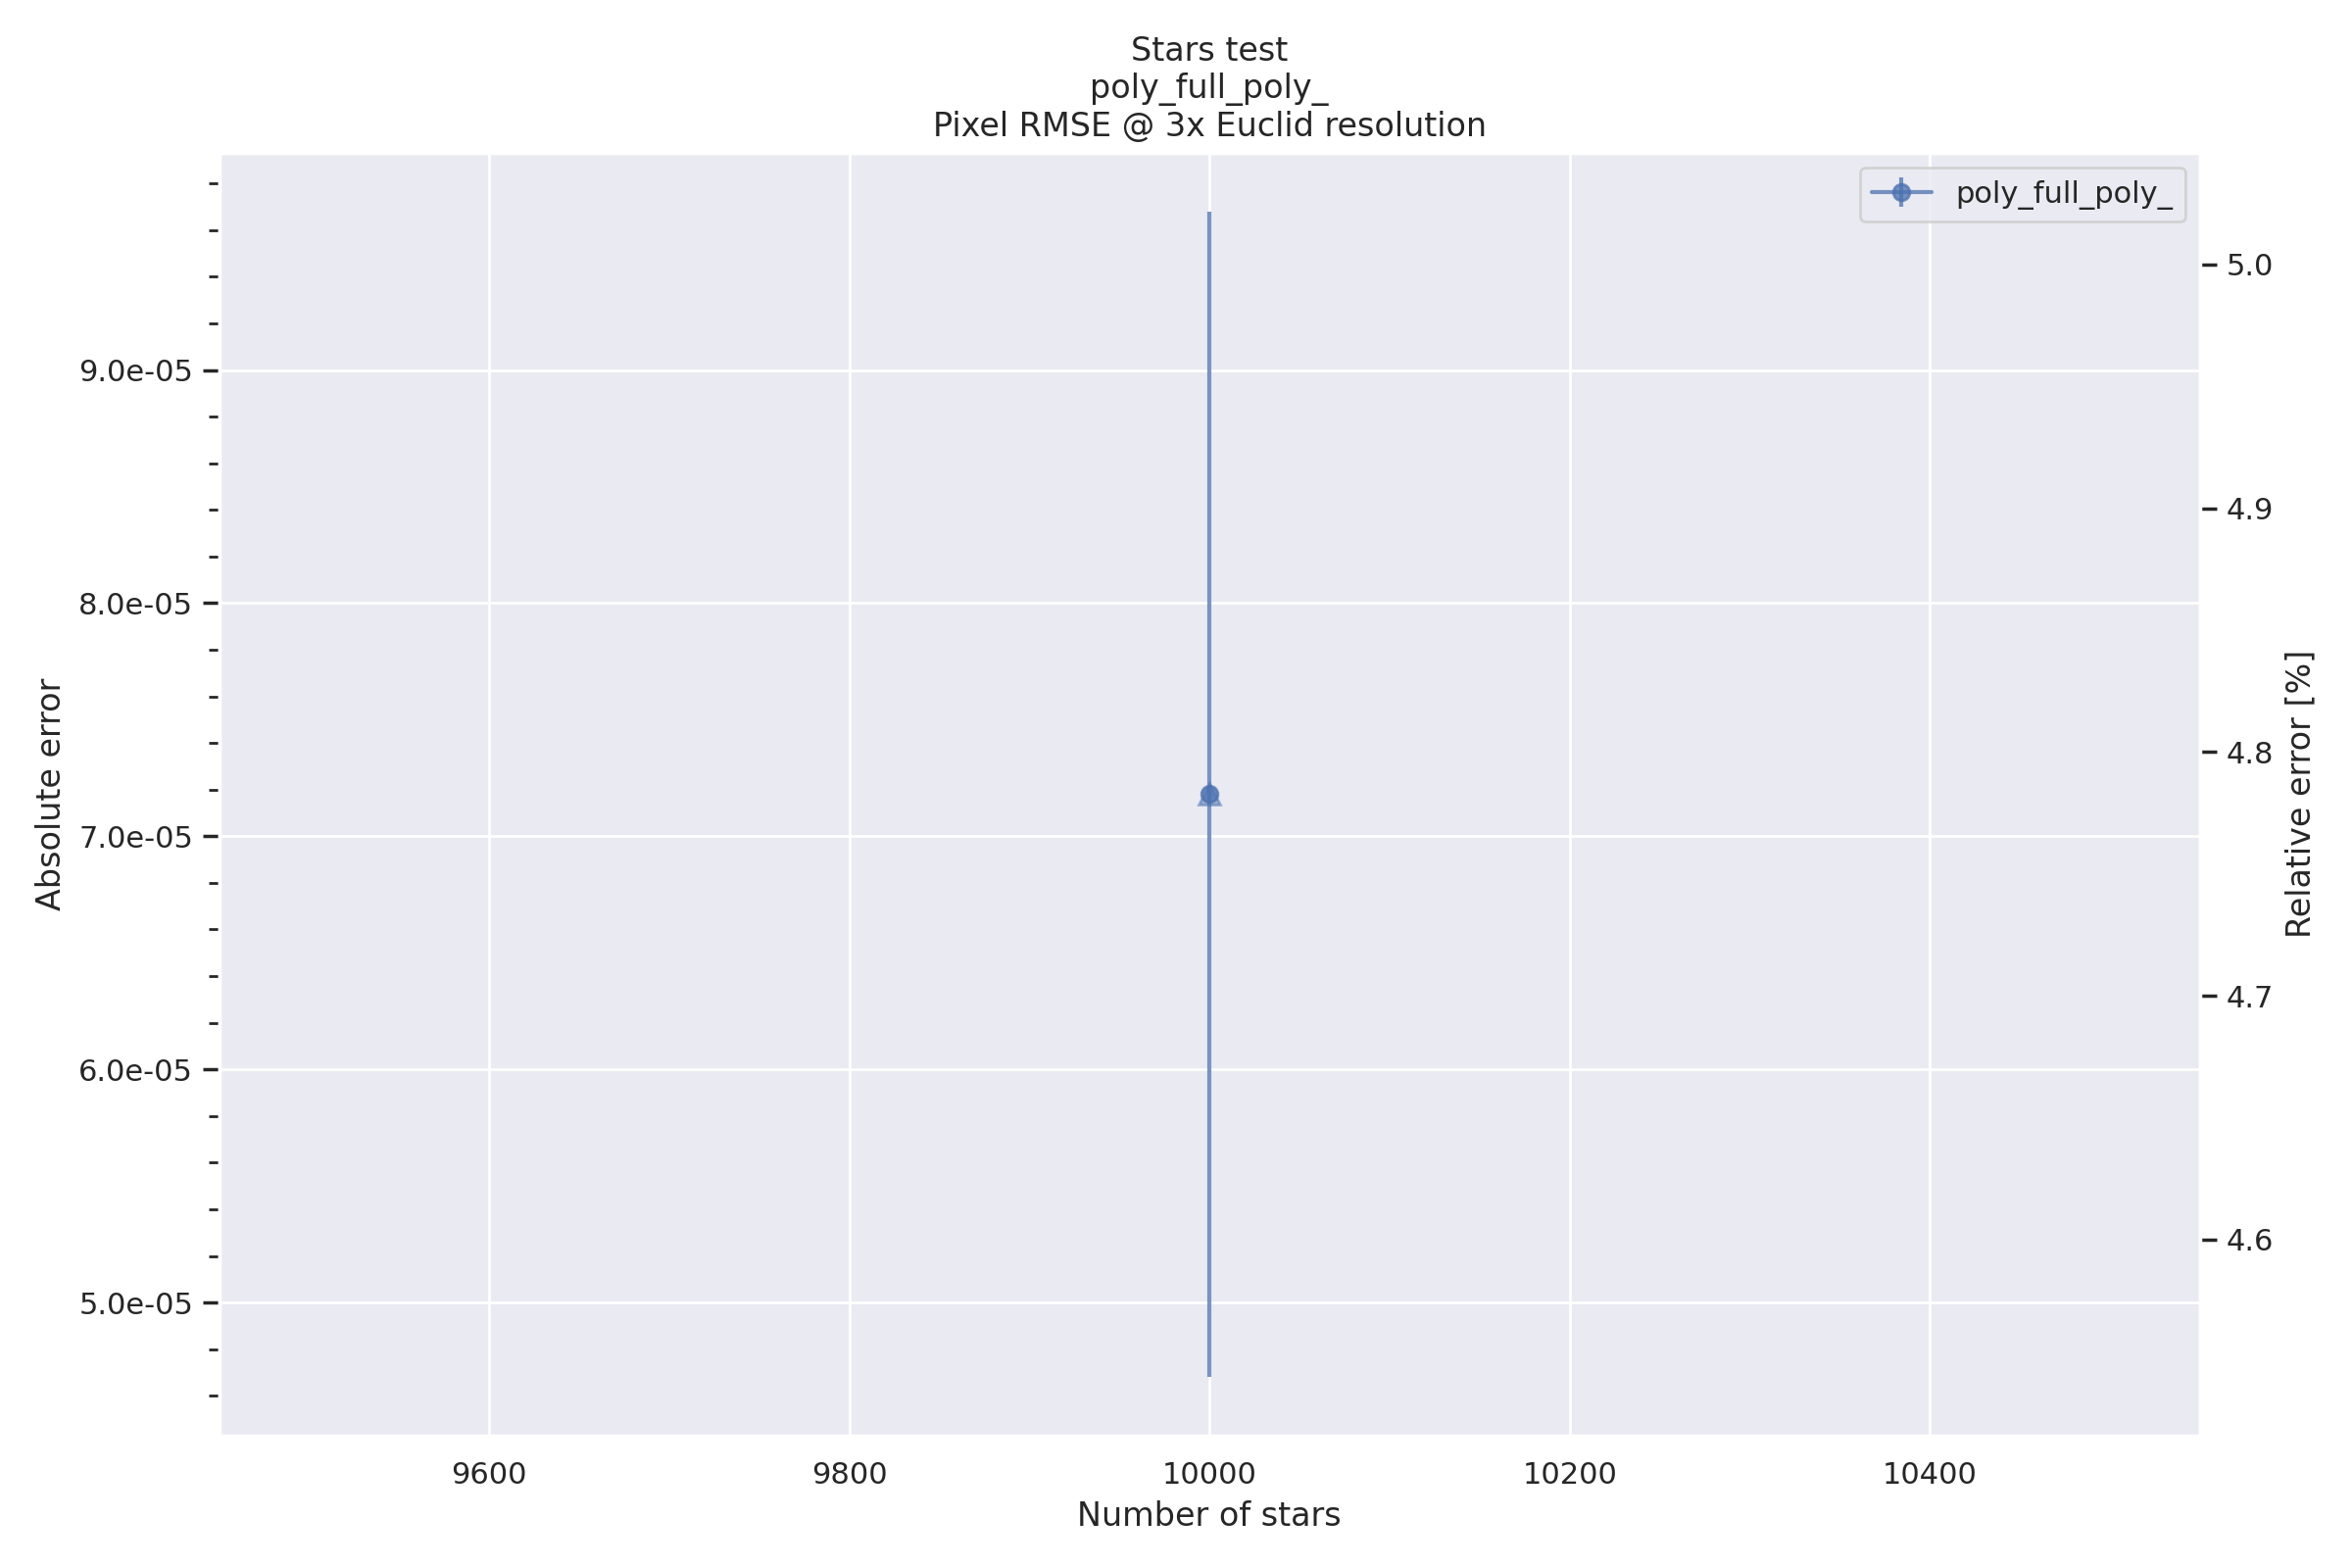 Stars test
poly_full_poly_
Pixel RMSE @ 3x Euclid resolution
poly_full_poly_
Absolute error
9.0e-05
8.0e-05
7.0e-05
6.0e-05
5.0e-05
5.0
4.9
4.8
4.7
4.6
Relative error [%]
9600 9800 10000 10200 10400
Number of stars